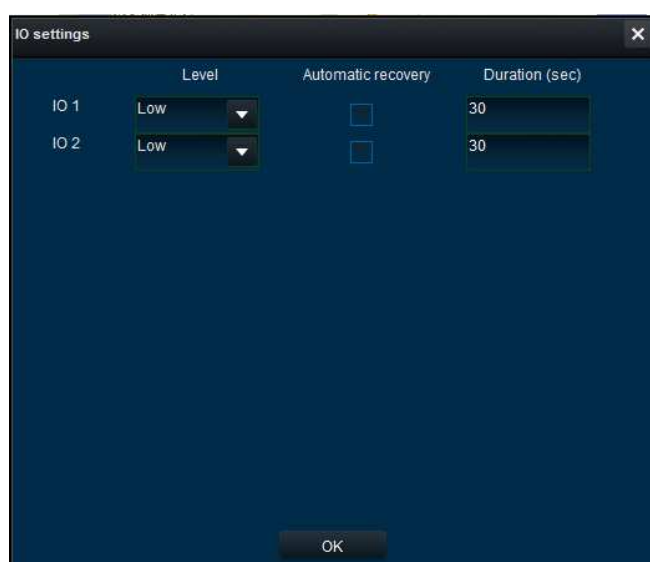 IO settings
Level Automatic recovery Duration (sec)
IO 1 Low 30
IO 2 Low 30
OK